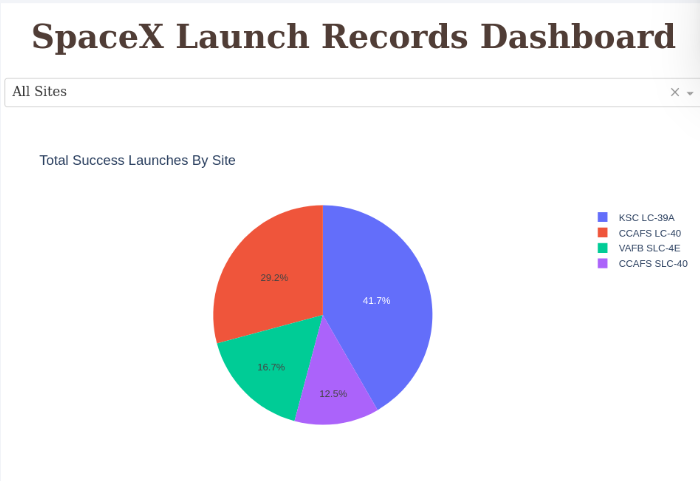 SpaceX Launch Records Dashboard
All Sites
Total Success Launches By Site
KSC LC-39A
CCAFS LC-40
VAFB SLC-4E
CCAFS SLC-40
29.2%
41.7%
16.7%
12.5%